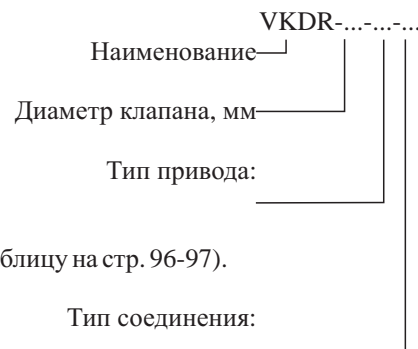 VKDR-...-...-...
Наименование
Диаметр клапана, мм
Тип привода:
блицу на стр. 96-97).
Тип соединения: